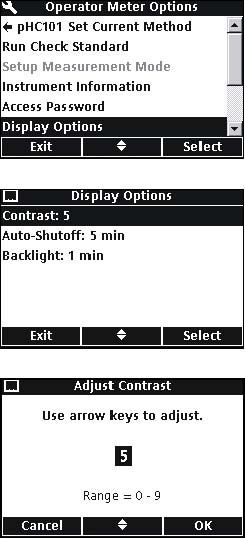 Operator Meter Options
← pHC101 Set Current Method
Run Check Standard
Setup Measurement Mode
Instrument Information
Access Password
Display Options
Exit Select
Display Options
Contrast: 5
Auto-Shutoff: 5 min
Backlight: 1 min
Exit Select
Adjust Contrast
Use arrow keys to adjust.
5
Range = 0 - 9
Cancel OK